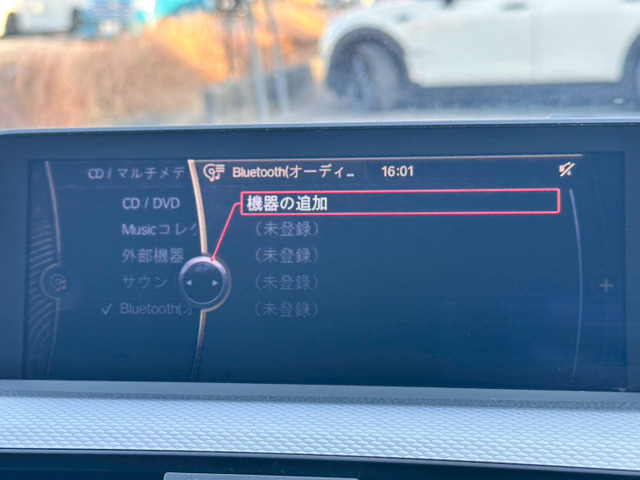 CD / マルチメデ
Bluetooth(オーディ...
16:01
CD / DVD
機器の追加
Musicコレク
(未登録)
外部機器
(未登録)
サウン
(未登録)
✓ Bluetooth(オ
(未登録)